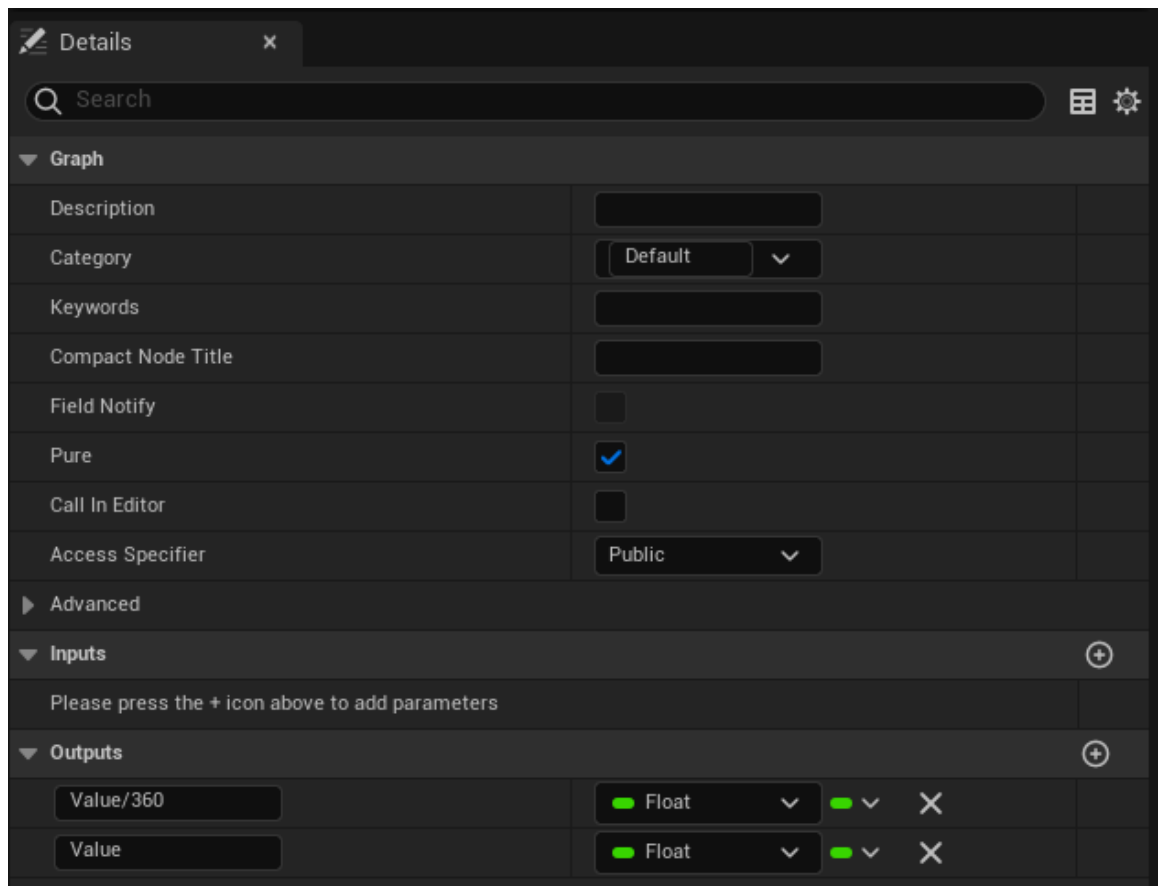 Details
Search
Graph
Description
Category Default
Keywords
Compact Node Title
Field Notify
Pure
Call In Editor
Access Specifier Public
Advanced
Inputs
Please press the + icon above to add parameters
Outputs
Value/360 Float
Value Float